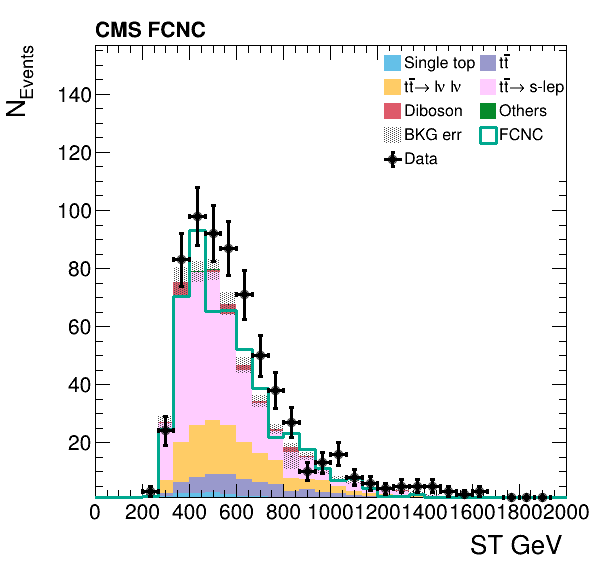 CMS FCNC
N_Events
Single top
tt̅
tt̅→ lν lν
tt̅→ s-lep
Diboson
Others
BKG err
FCNC
Data
140
120
100
80
60
40
20
0 200 400 600 800 1000 1200 1400 1600 1800 2000
ST GeV